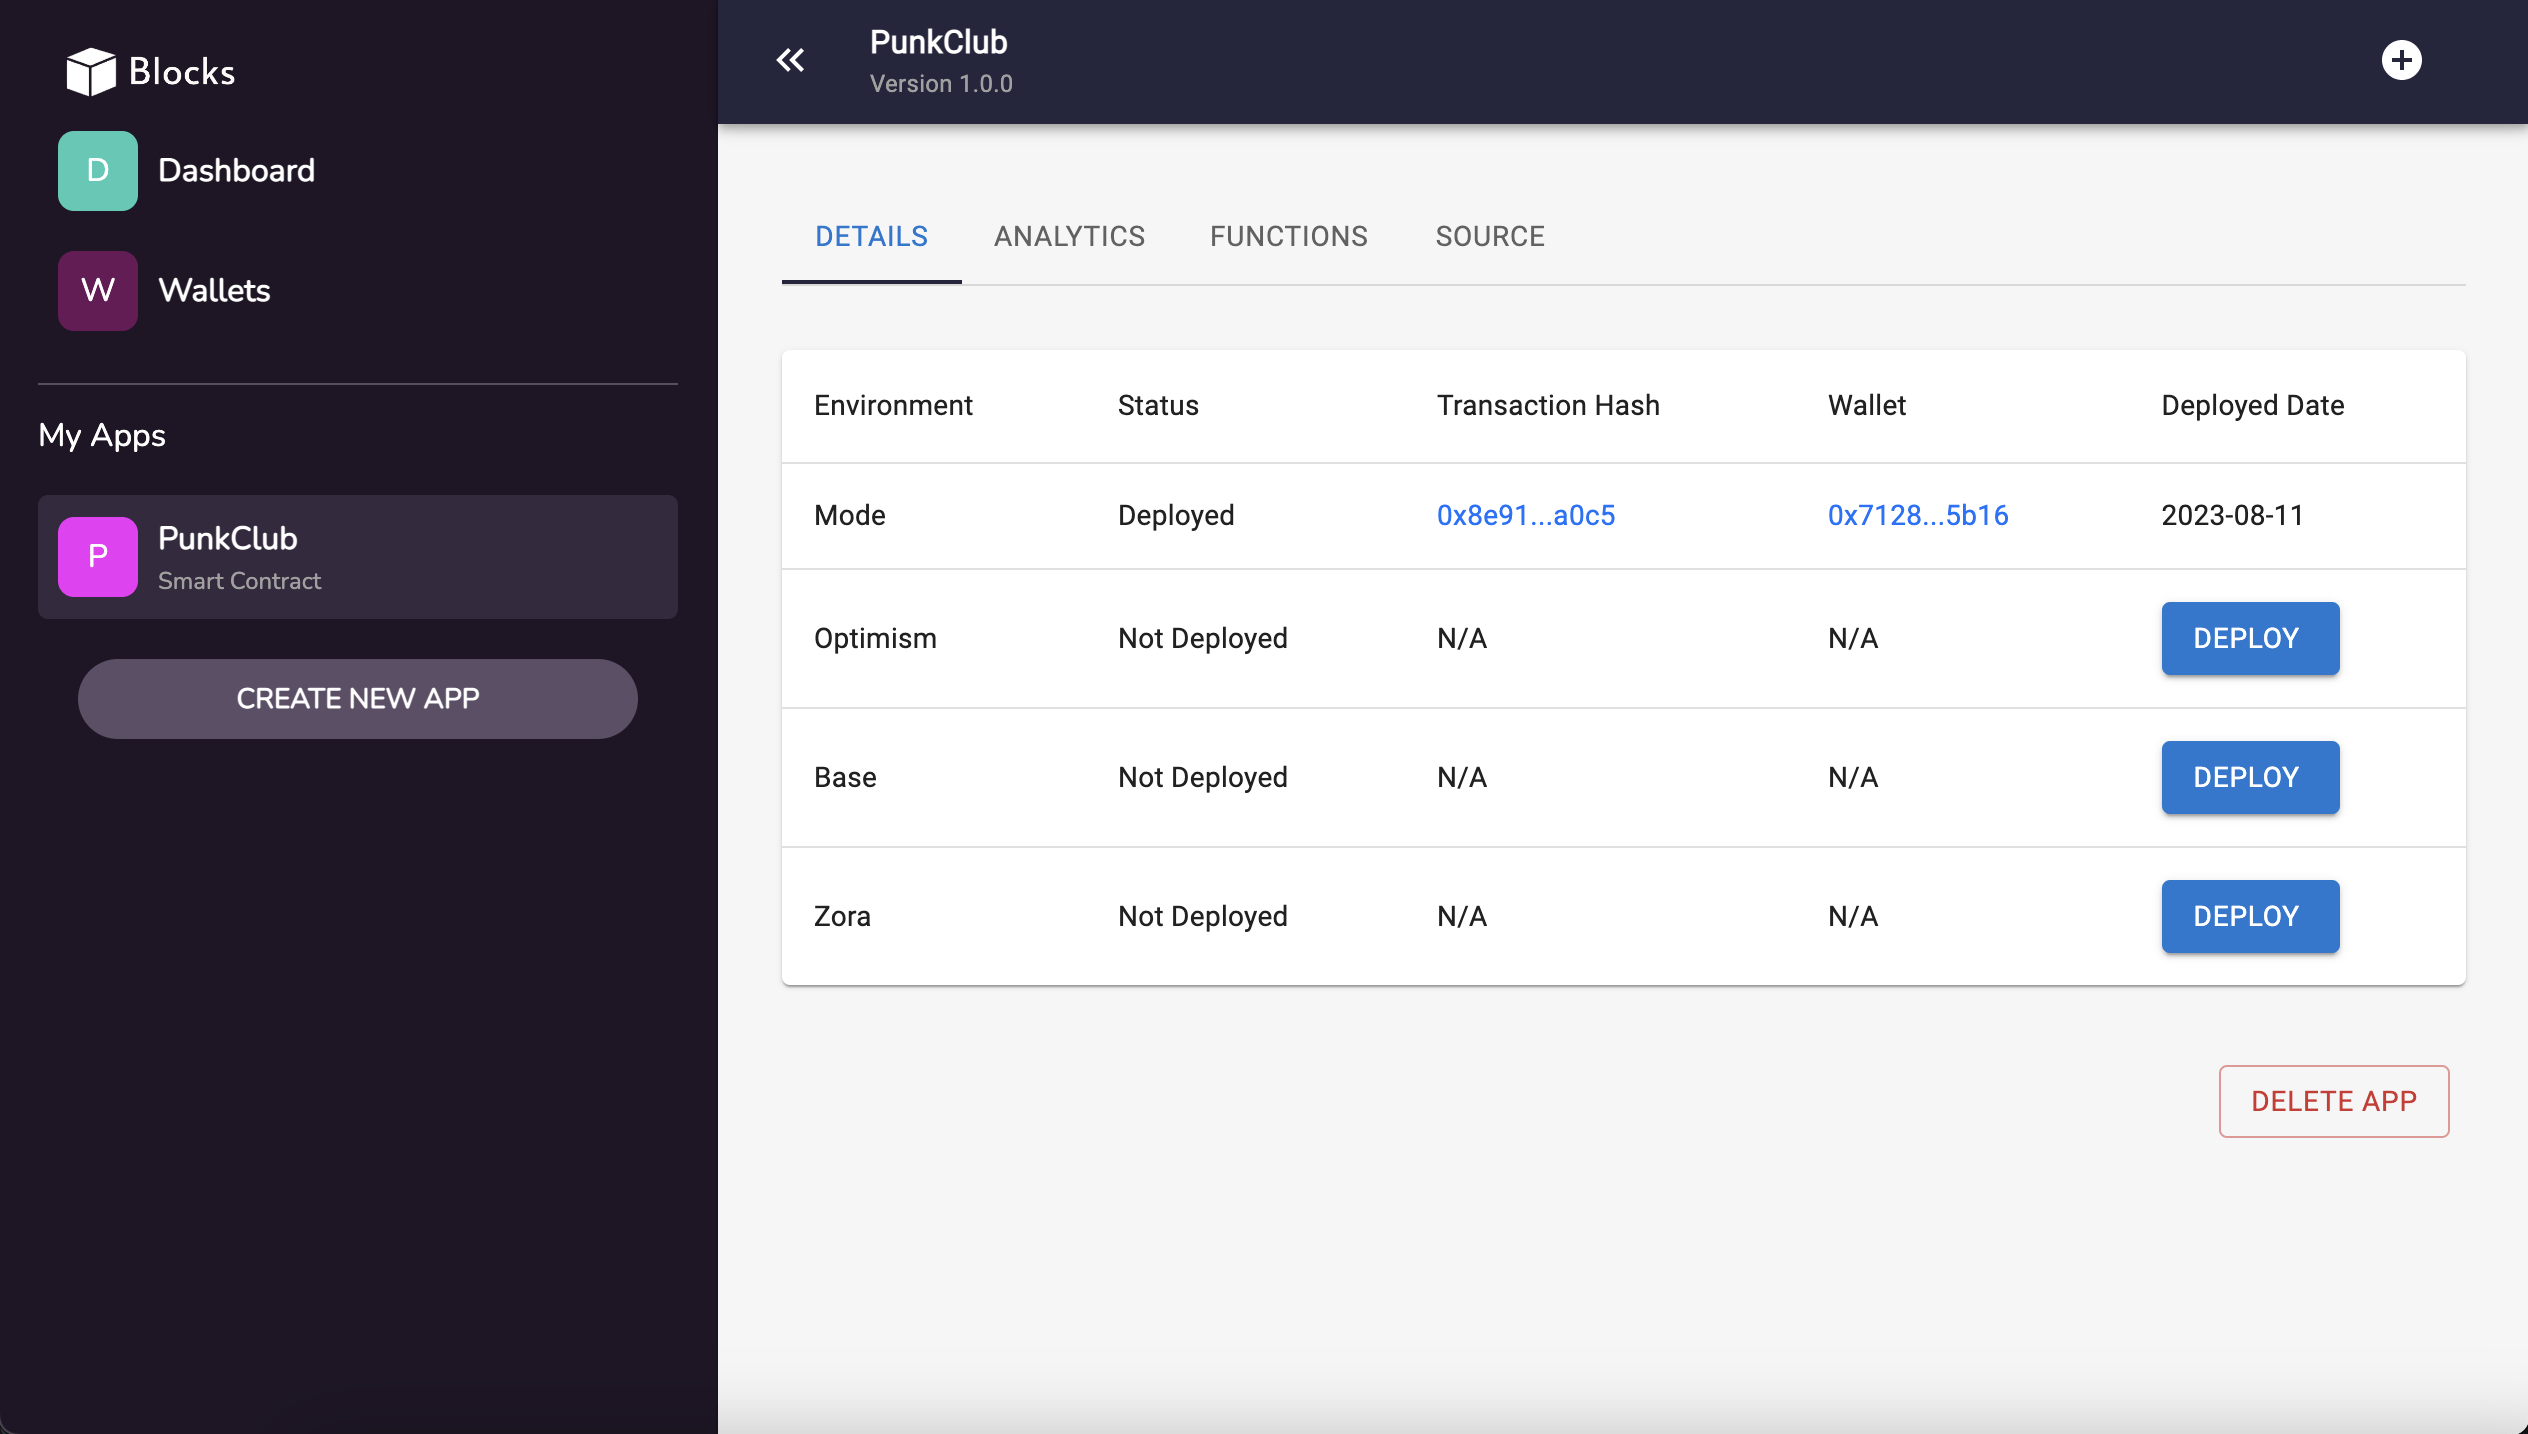 Blocks
D Dashboard
W Wallets
My Apps
P PunkClub
Smart Contract
CREATE NEW APP
PunkClub
Version 1.0.0
DETAILS ANALYTICS FUNCTIONS SOURCE
Environment Status Transaction Hash Wallet Deployed Date
Mode Deployed 0x8e91...a0c5 0x7128...5b16 2023-08-11
Optimism Not Deployed N/A N/A DEPLOY
Base Not Deployed N/A N/A DEPLOY
Zora Not Deployed N/A N/A DEPLOY
DELETE APP